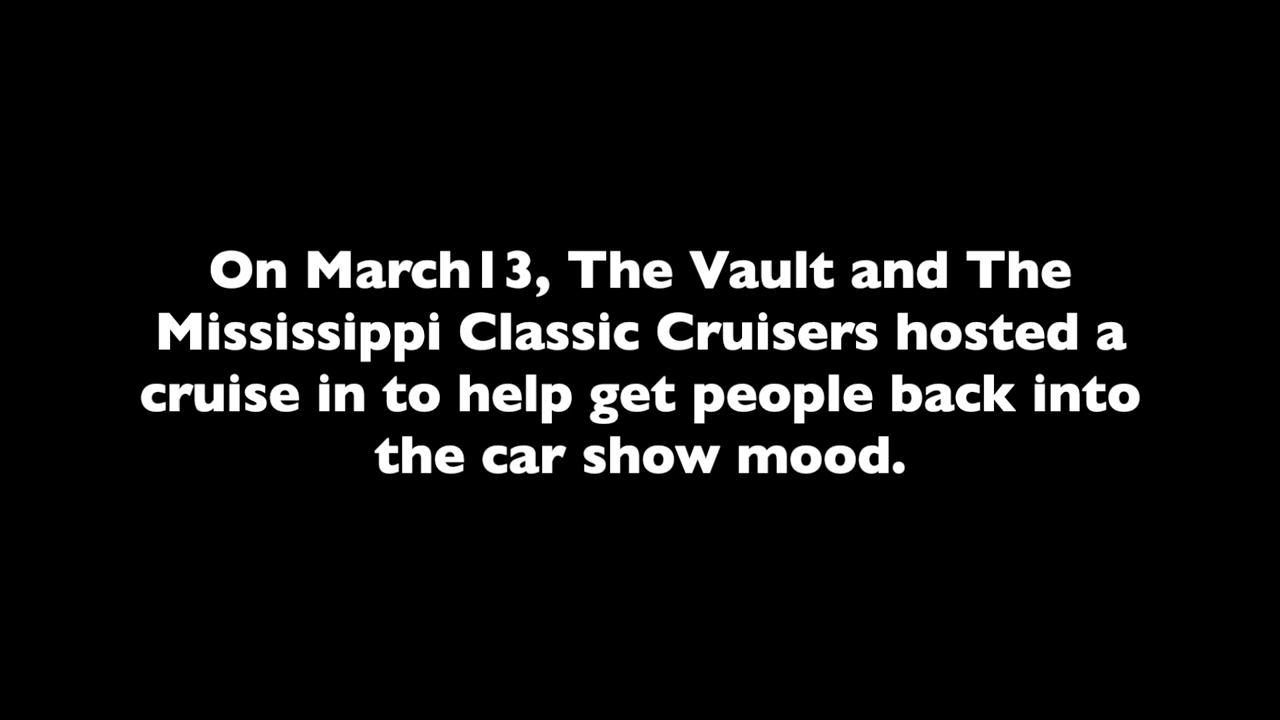 On March13, The Vault and The
Mississippi Classic Cruisers hosted a
cruise in to help get people back into
the car show mood.